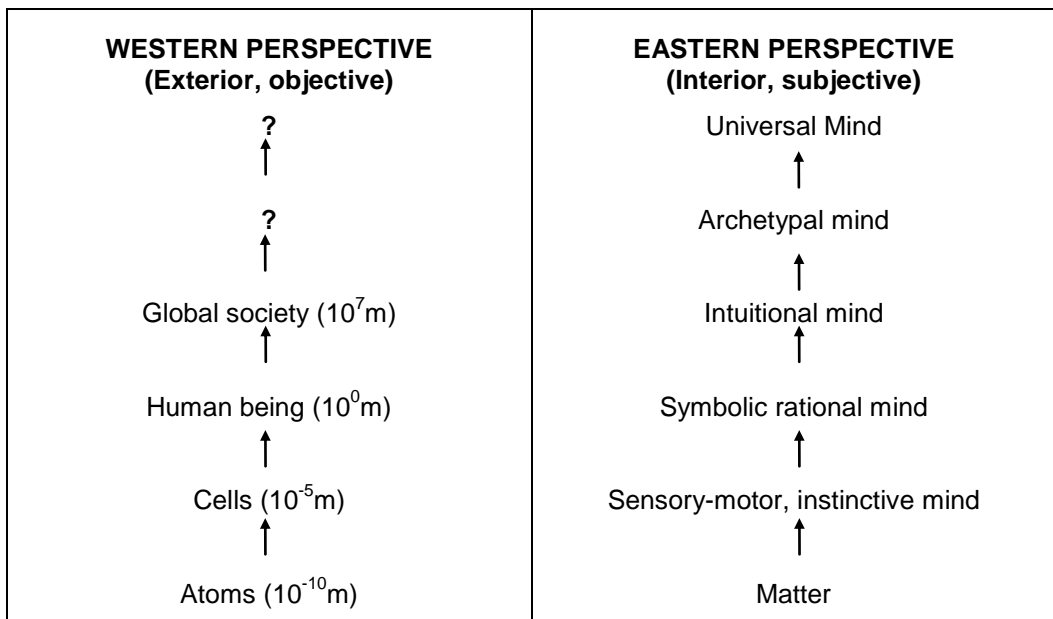 WESTERN PERSPECTIVE
(Exterior, objective)
?
?
Global society (10⁷m)
Human being (10⁰m)
Cells (10⁻⁵m)
Atoms (10⁻¹⁰m)
EASTERN PERSPECTIVE
(Interior, subjective)
Universal Mind
Archetypal mind
Intuitional mind
Symbolic rational mind
Sensory-motor, instinctive mind
Matter